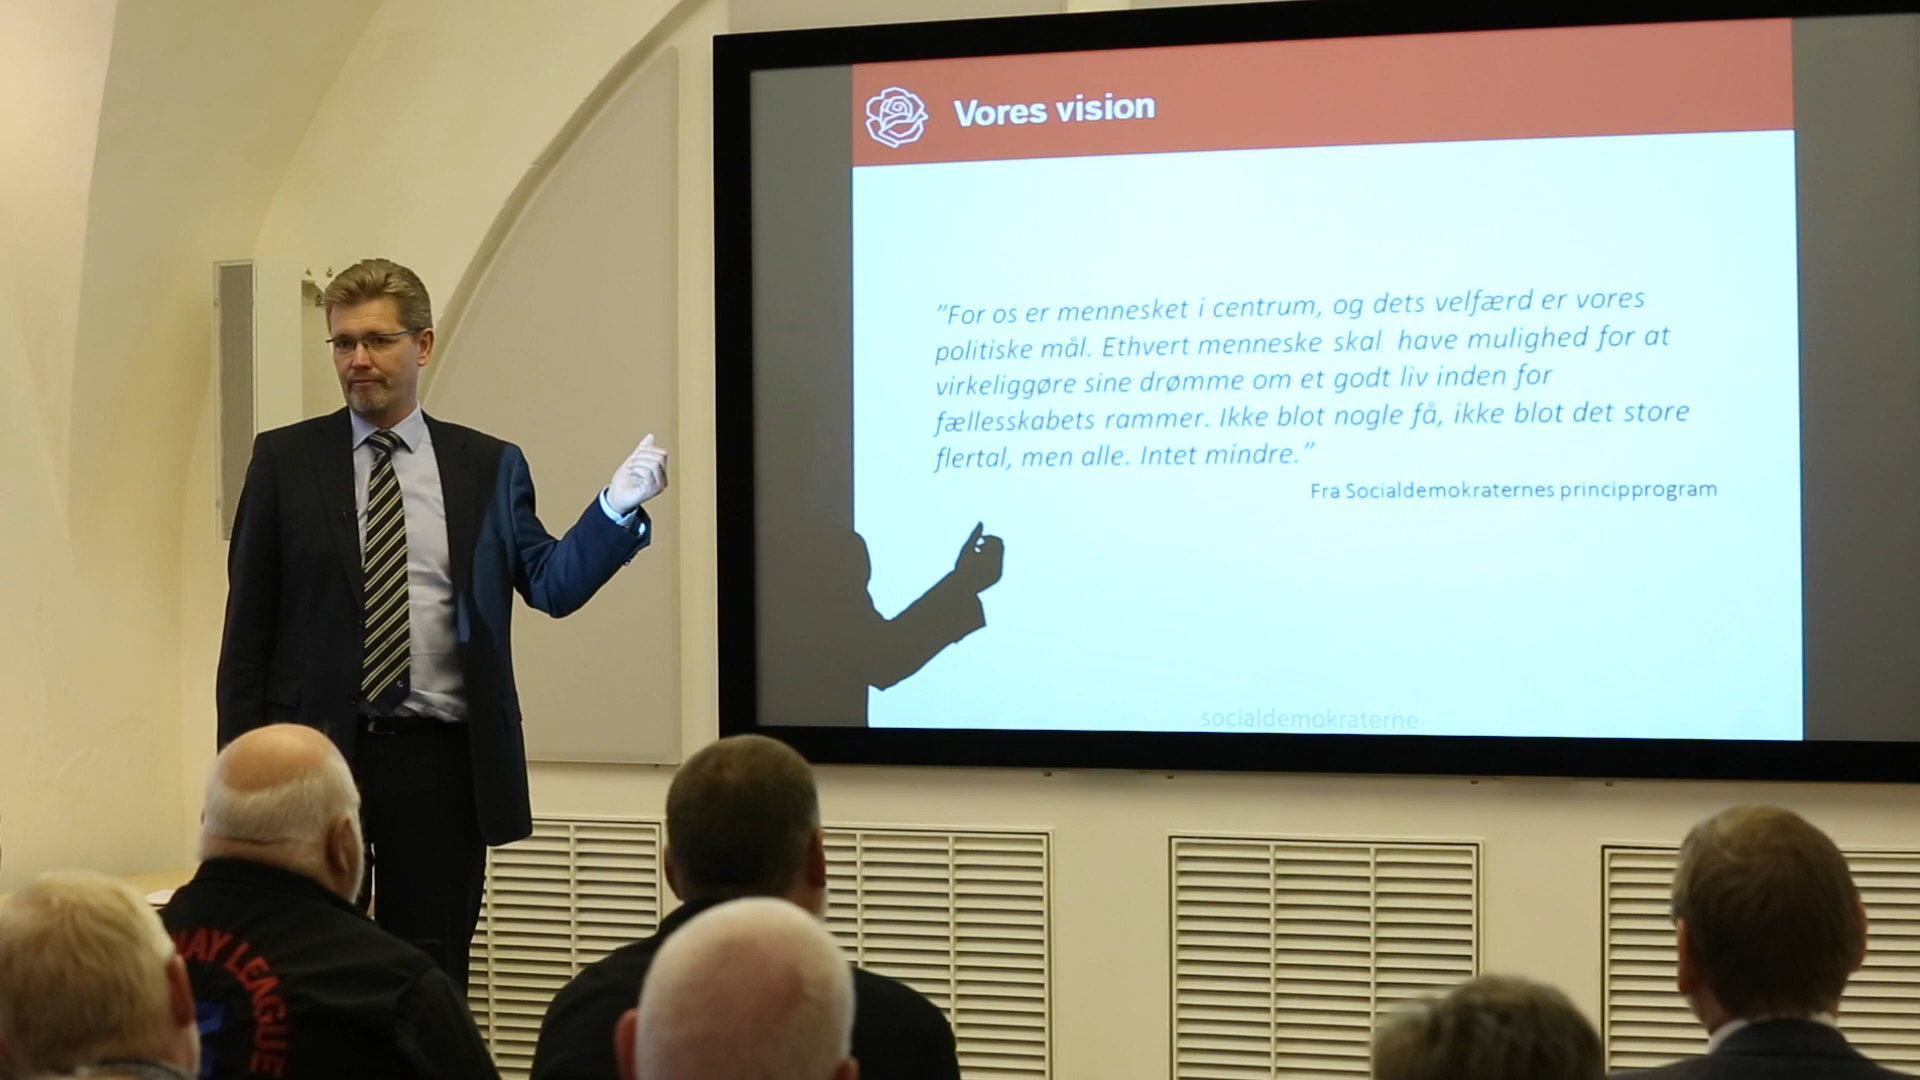 Vores vision
”For os er mennesket i centrum, og dets velfærd er vores
politiske mål. Ethvert menneske skal have mulighed for at
virkeliggøre sine drømme om et godt liv inden for
fællesskabets rammer. Ikke blot nogle få, ikke blot det store
flertal, men alle. Intet mindre.”
Fra Socialdemokraternes principprogram
socialdemokraterne
LEAGUE